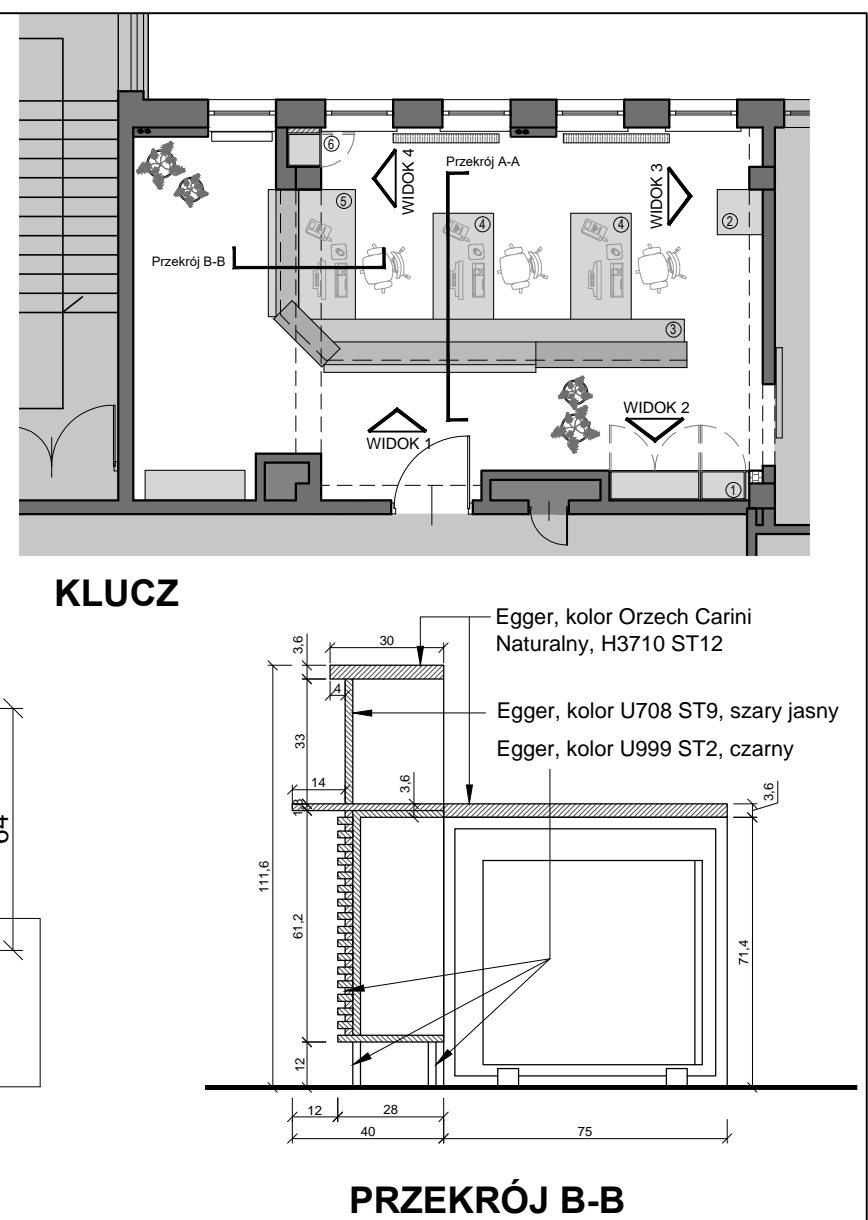 ⑥
WIDOK 4
Przekrój A-A
WIDOK 3
⑤
④
④
②
Przekrój B-B
③
WIDOK 2
WIDOK 1
①
KLUCZ
Egger, kolor Orzech Carini
Naturalny, H3710 ST12
Egger, kolor U708 ST9, szary jasny
Egger, kolor U999 ST2, czarny
3,6
30
4
33
14
3,6
3,6
111,6
61,2
71,4
12
12
28
40
75
PRZEKRÓJ B-B